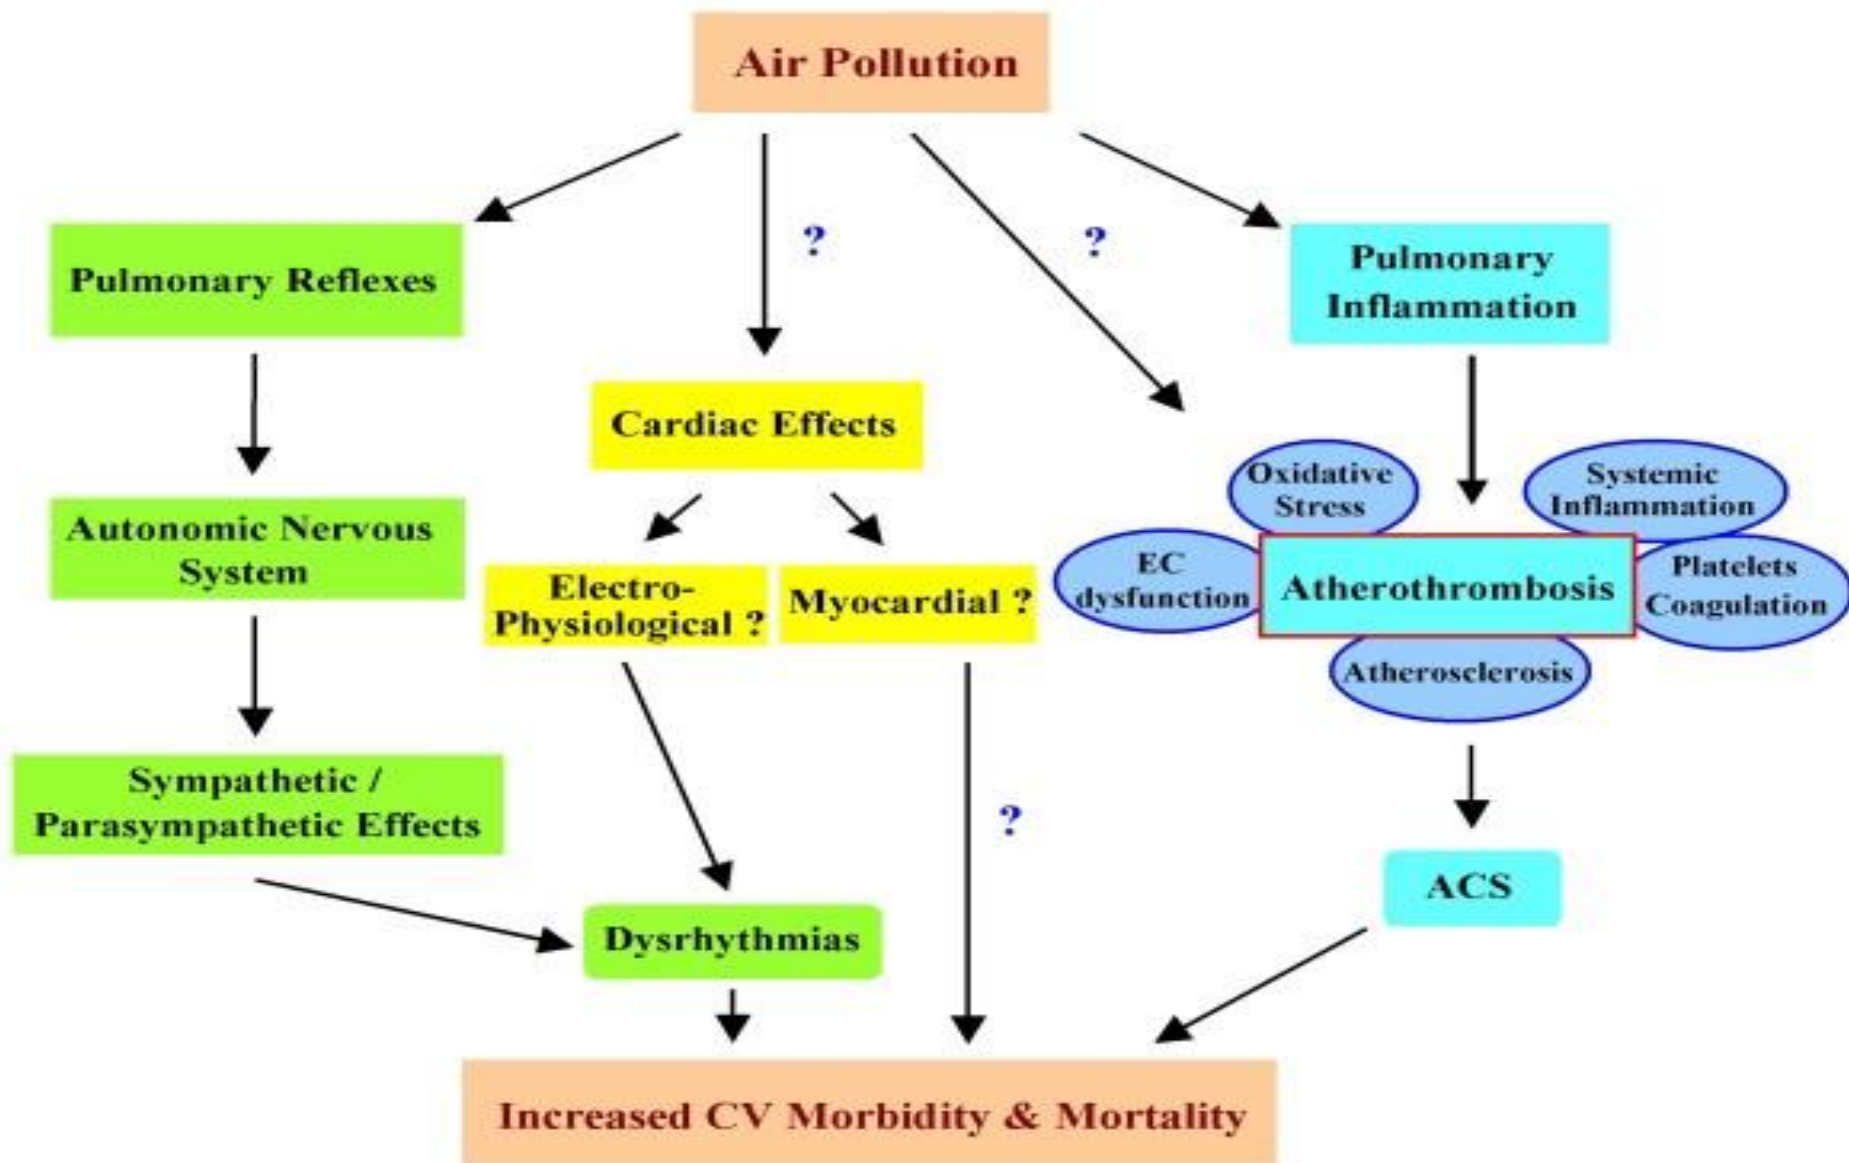 Air Pollution
?
?
Pulmonary Reflexes
Pulmonary
Inflammation
Cardiac Effects
Oxidative
Stress
Systemic
Inflammation
Autonomic Nervous
System
Electro-
Physiological ?
Myocardial ?
EC
dysfunction
Atherothrombosis
Platelets
Coagulation
Atherosclerosis
Sympathetic /
Parasympathetic Effects
?
ACS
Dysrhythmias
Increased CV Morbidity & Mortality